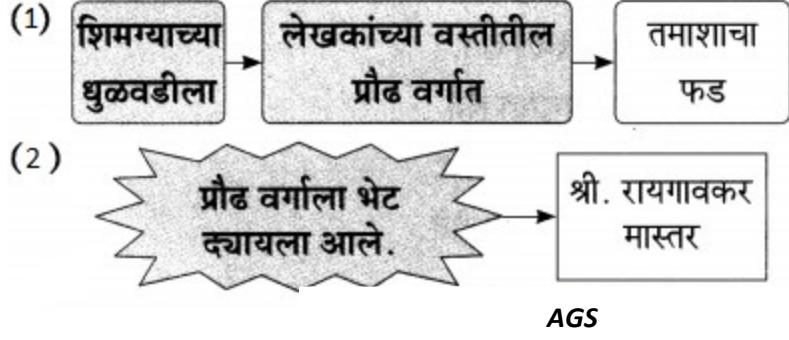 (1) शिमग्याच्या लेखकांच्या वस्तीतील तमाशाचा
धुळवडीला प्रौढ वर्गात फड
(2) प्रौढ वर्गाला भेट श्री. रायगावकर
द्यायला आले. मास्तर
AGS